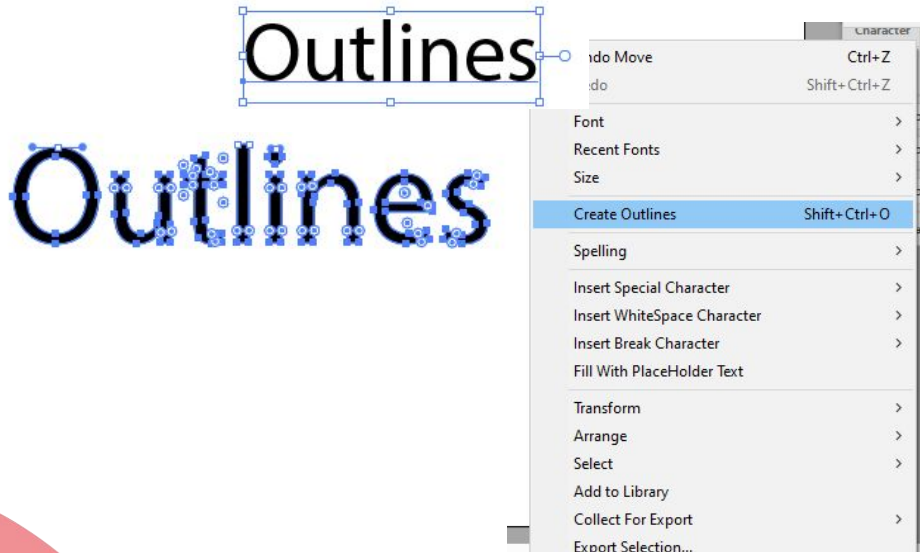 Outlines
Outlines
Character
ndo Move Ctrl+Z
edo Shift+Ctrl+Z
Font >
Recent Fonts >
Size >
Create Outlines Shift+Ctrl+O
Spelling >
Insert Special Character >
Insert WhiteSpace Character >
Insert Break Character >
Fill With PlaceHolder Text
Transform >
Arrange >
Select >
Add to Library
Collect For Export >
Export Selection...